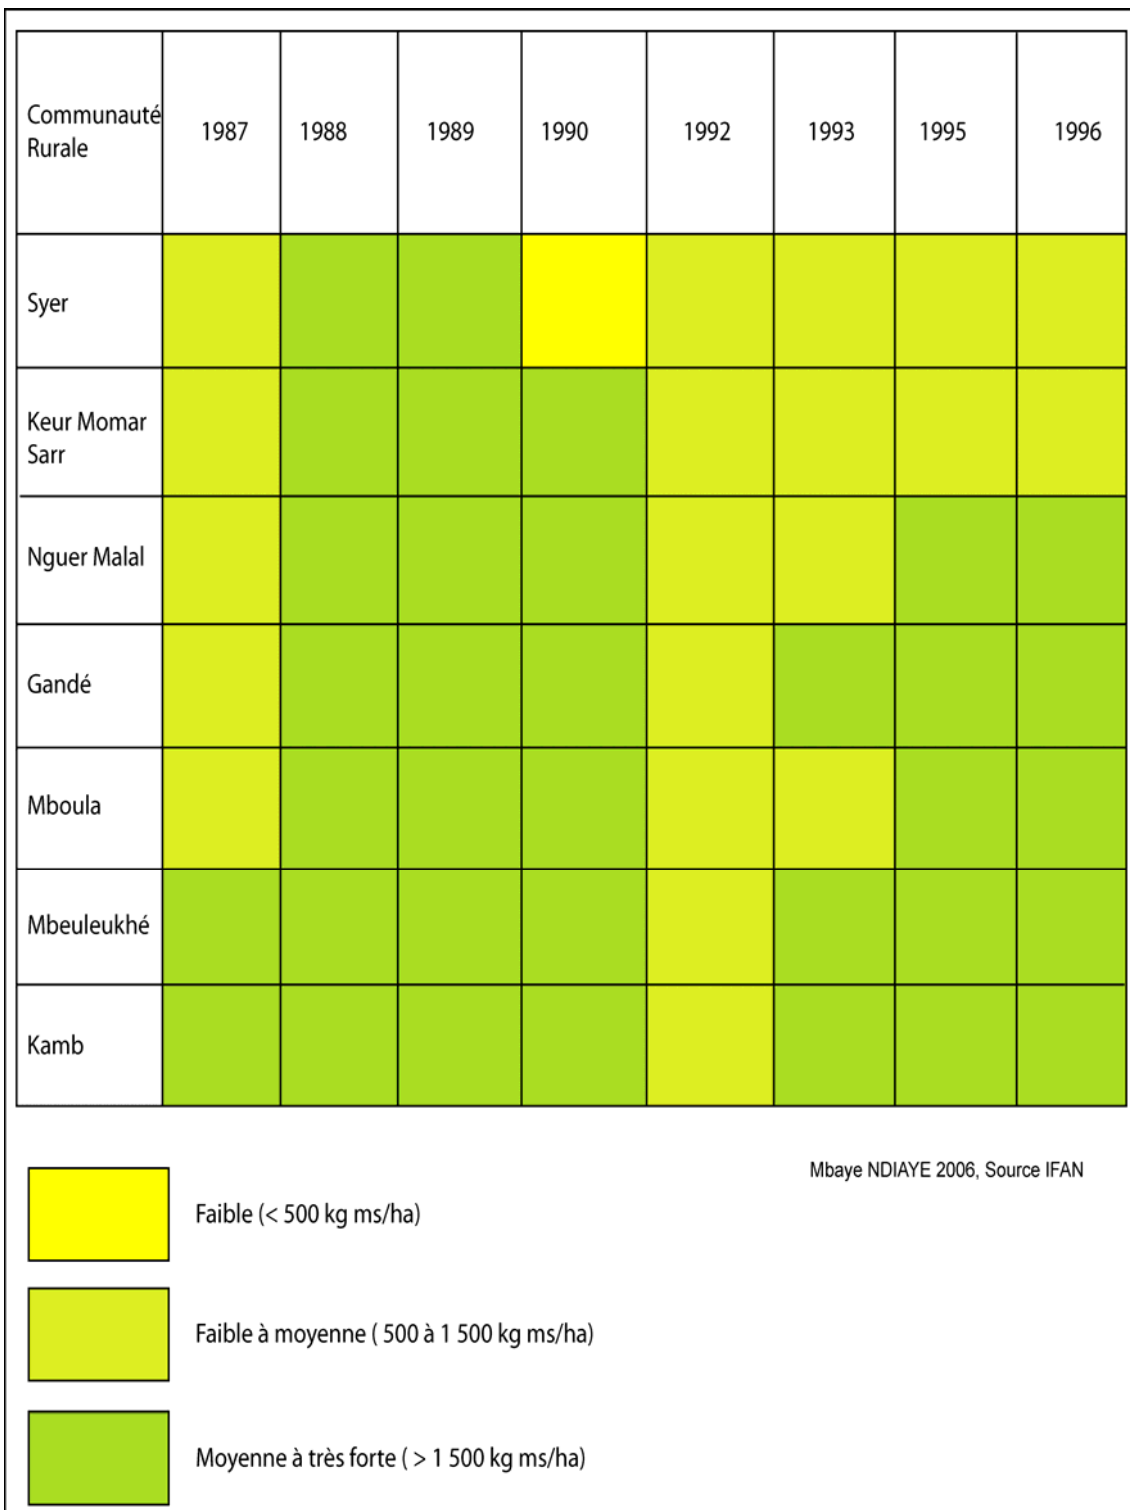 Communauté
Rurale
1987 1988 1989 1990 1992 1993 1995 1996
Syer
Keur Momar
Sarr
Nguer Malal
Gandé
Mboula
Mbeuleukhé
Kamb
Mbaye NDIAYE 2006, Source IFAN
Faible (< 500 kg ms/ha)
Faible à moyenne ( 500 à 1 500 kg ms/ha)
Moyenne à très forte ( > 1 500 kg ms/ha)